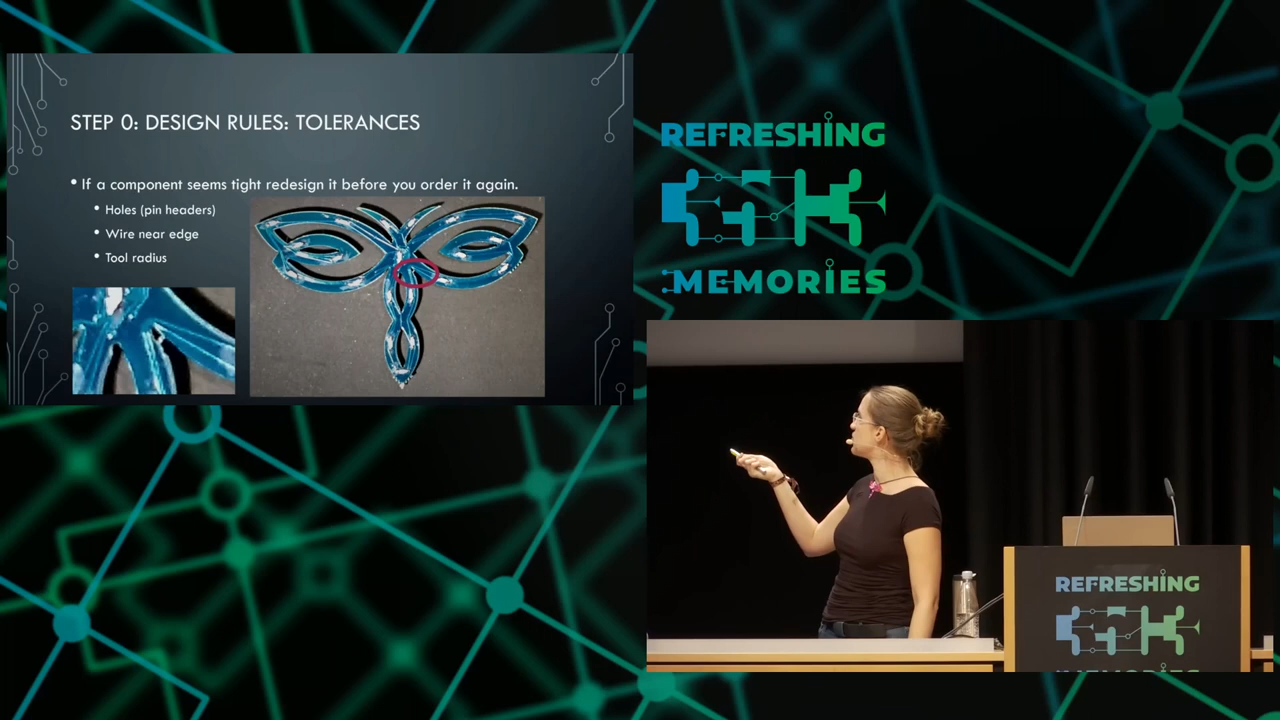 STEP 0: DESIGN RULES: TOLERANCES
• If a component seems tight redesign it before you order it again.
• Holes (pin headers)
• Wire near edge
• Tool radius
REFRESHING
MEMORIES
REFRESHING
MEMORIES